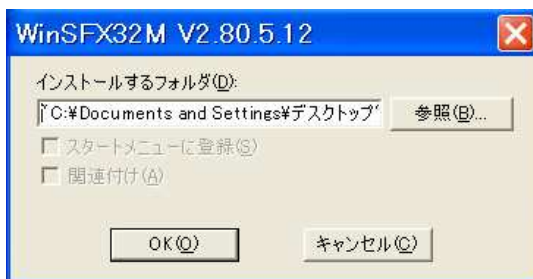 WinSFX32M V2.80.5.12
インストールするフォルダ(D):
"C:¥Documents and Settings¥デスクトップ"
参照(B)...
スタートメニューに登録(S)
関連付け(A)
OK(O)
キャンセル(C)